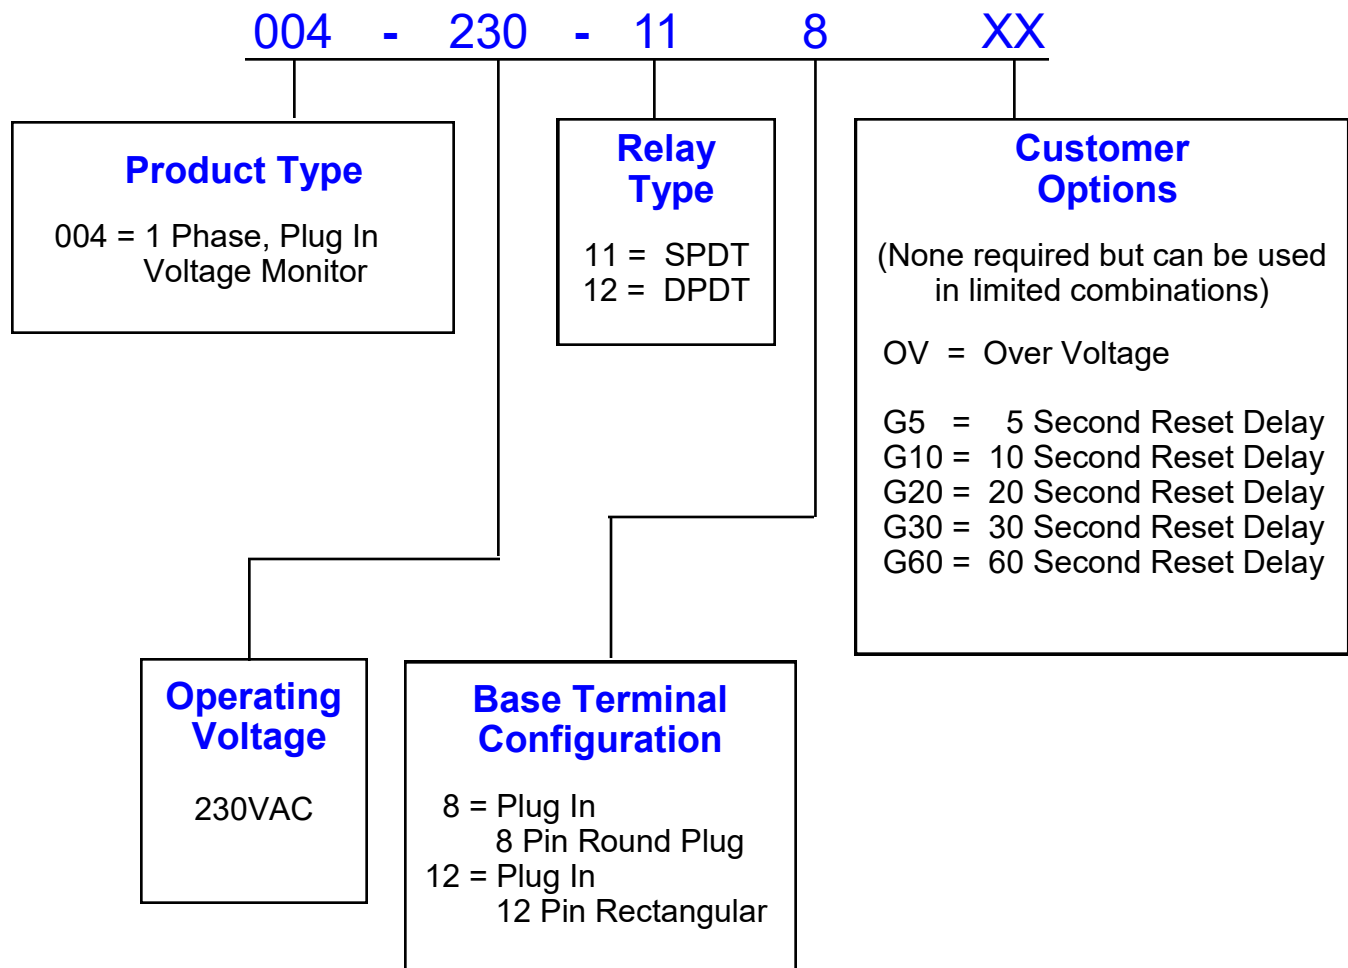 004 - 230 - 11 8 XX
Product Type
004 = 1 Phase, Plug In
Voltage Monitor
Relay
Type
11 = SPDT
12 = DPDT
Customer
Options
(None required but can be used
in limited combinations)
OV = Over Voltage
G5 = 5 Second Reset Delay
G10 = 10 Second Reset Delay
G20 = 20 Second Reset Delay
G30 = 30 Second Reset Delay
G60 = 60 Second Reset Delay
Operating
Voltage
230VAC
Base Terminal
Configuration
8 = Plug In
8 Pin Round Plug
12 = Plug In
12 Pin Rectangular